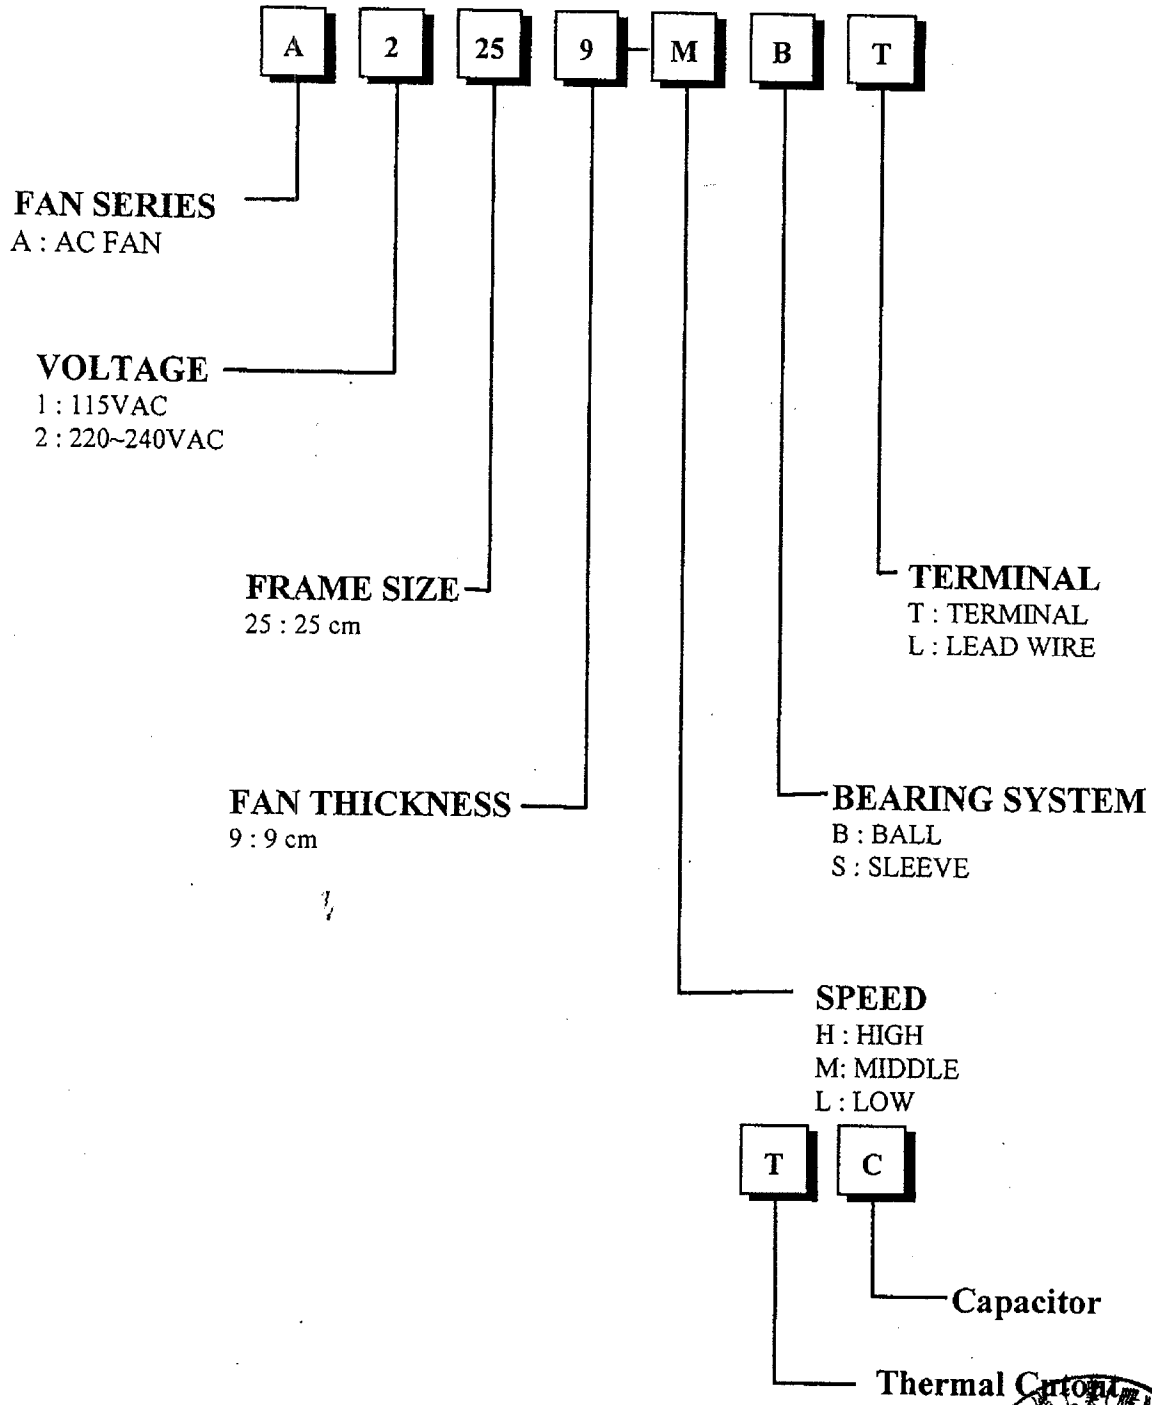 A 2 25 9 - M B T
FAN SERIES
A : AC FAN
VOLTAGE
1 : 115VAC
2 : 220~240VAC
FRAME SIZE
25 : 25 cm
TERMINAL
T : TERMINAL
L : LEAD WIRE
FAN THICKNESS
9 : 9 cm
BEARING SYSTEM
B : BALL
S : SLEEVE
SPEED
H : HIGH
M: MIDDLE
L : LOW
T C
Capacitor
Thermal Cutout